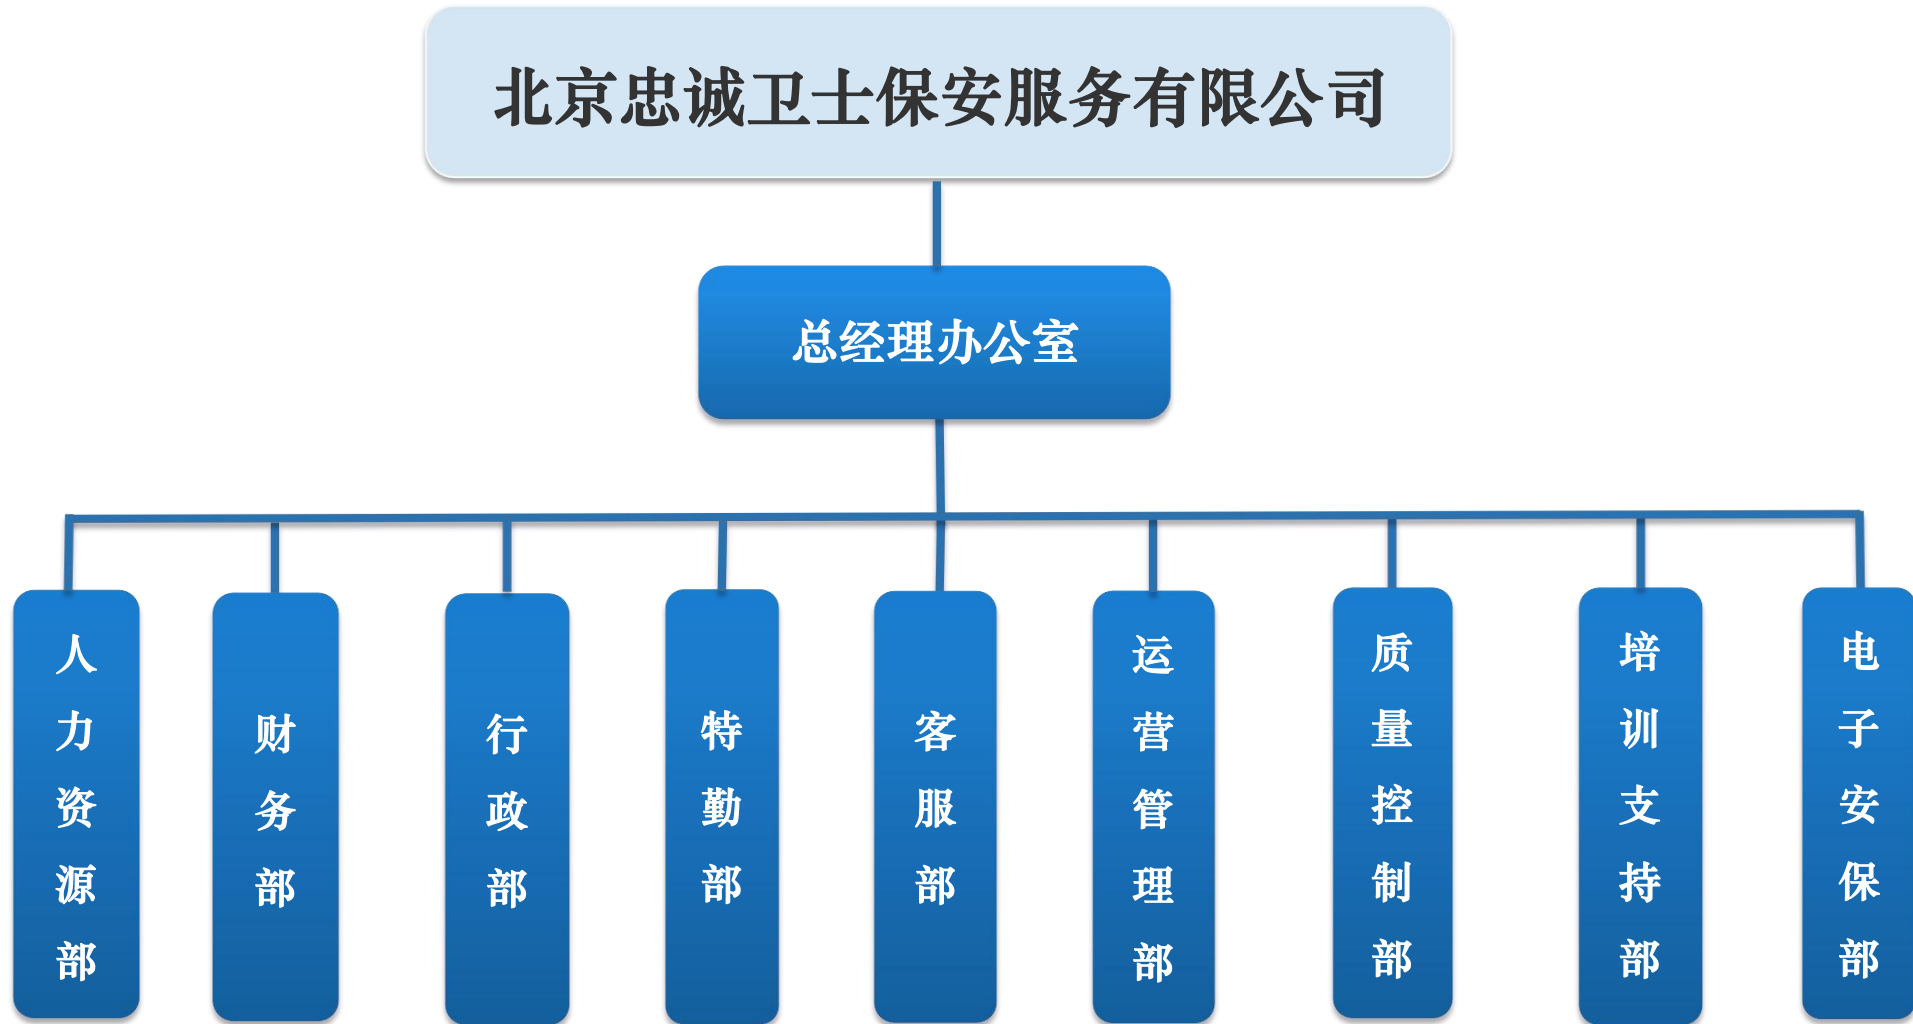 北京忠诚卫士保安服务有限公司
总经理办公室
人力资源部
财务部
行政部
特勤部
客服部
运营管理部
质量控制部
培训支持部
电子安保部